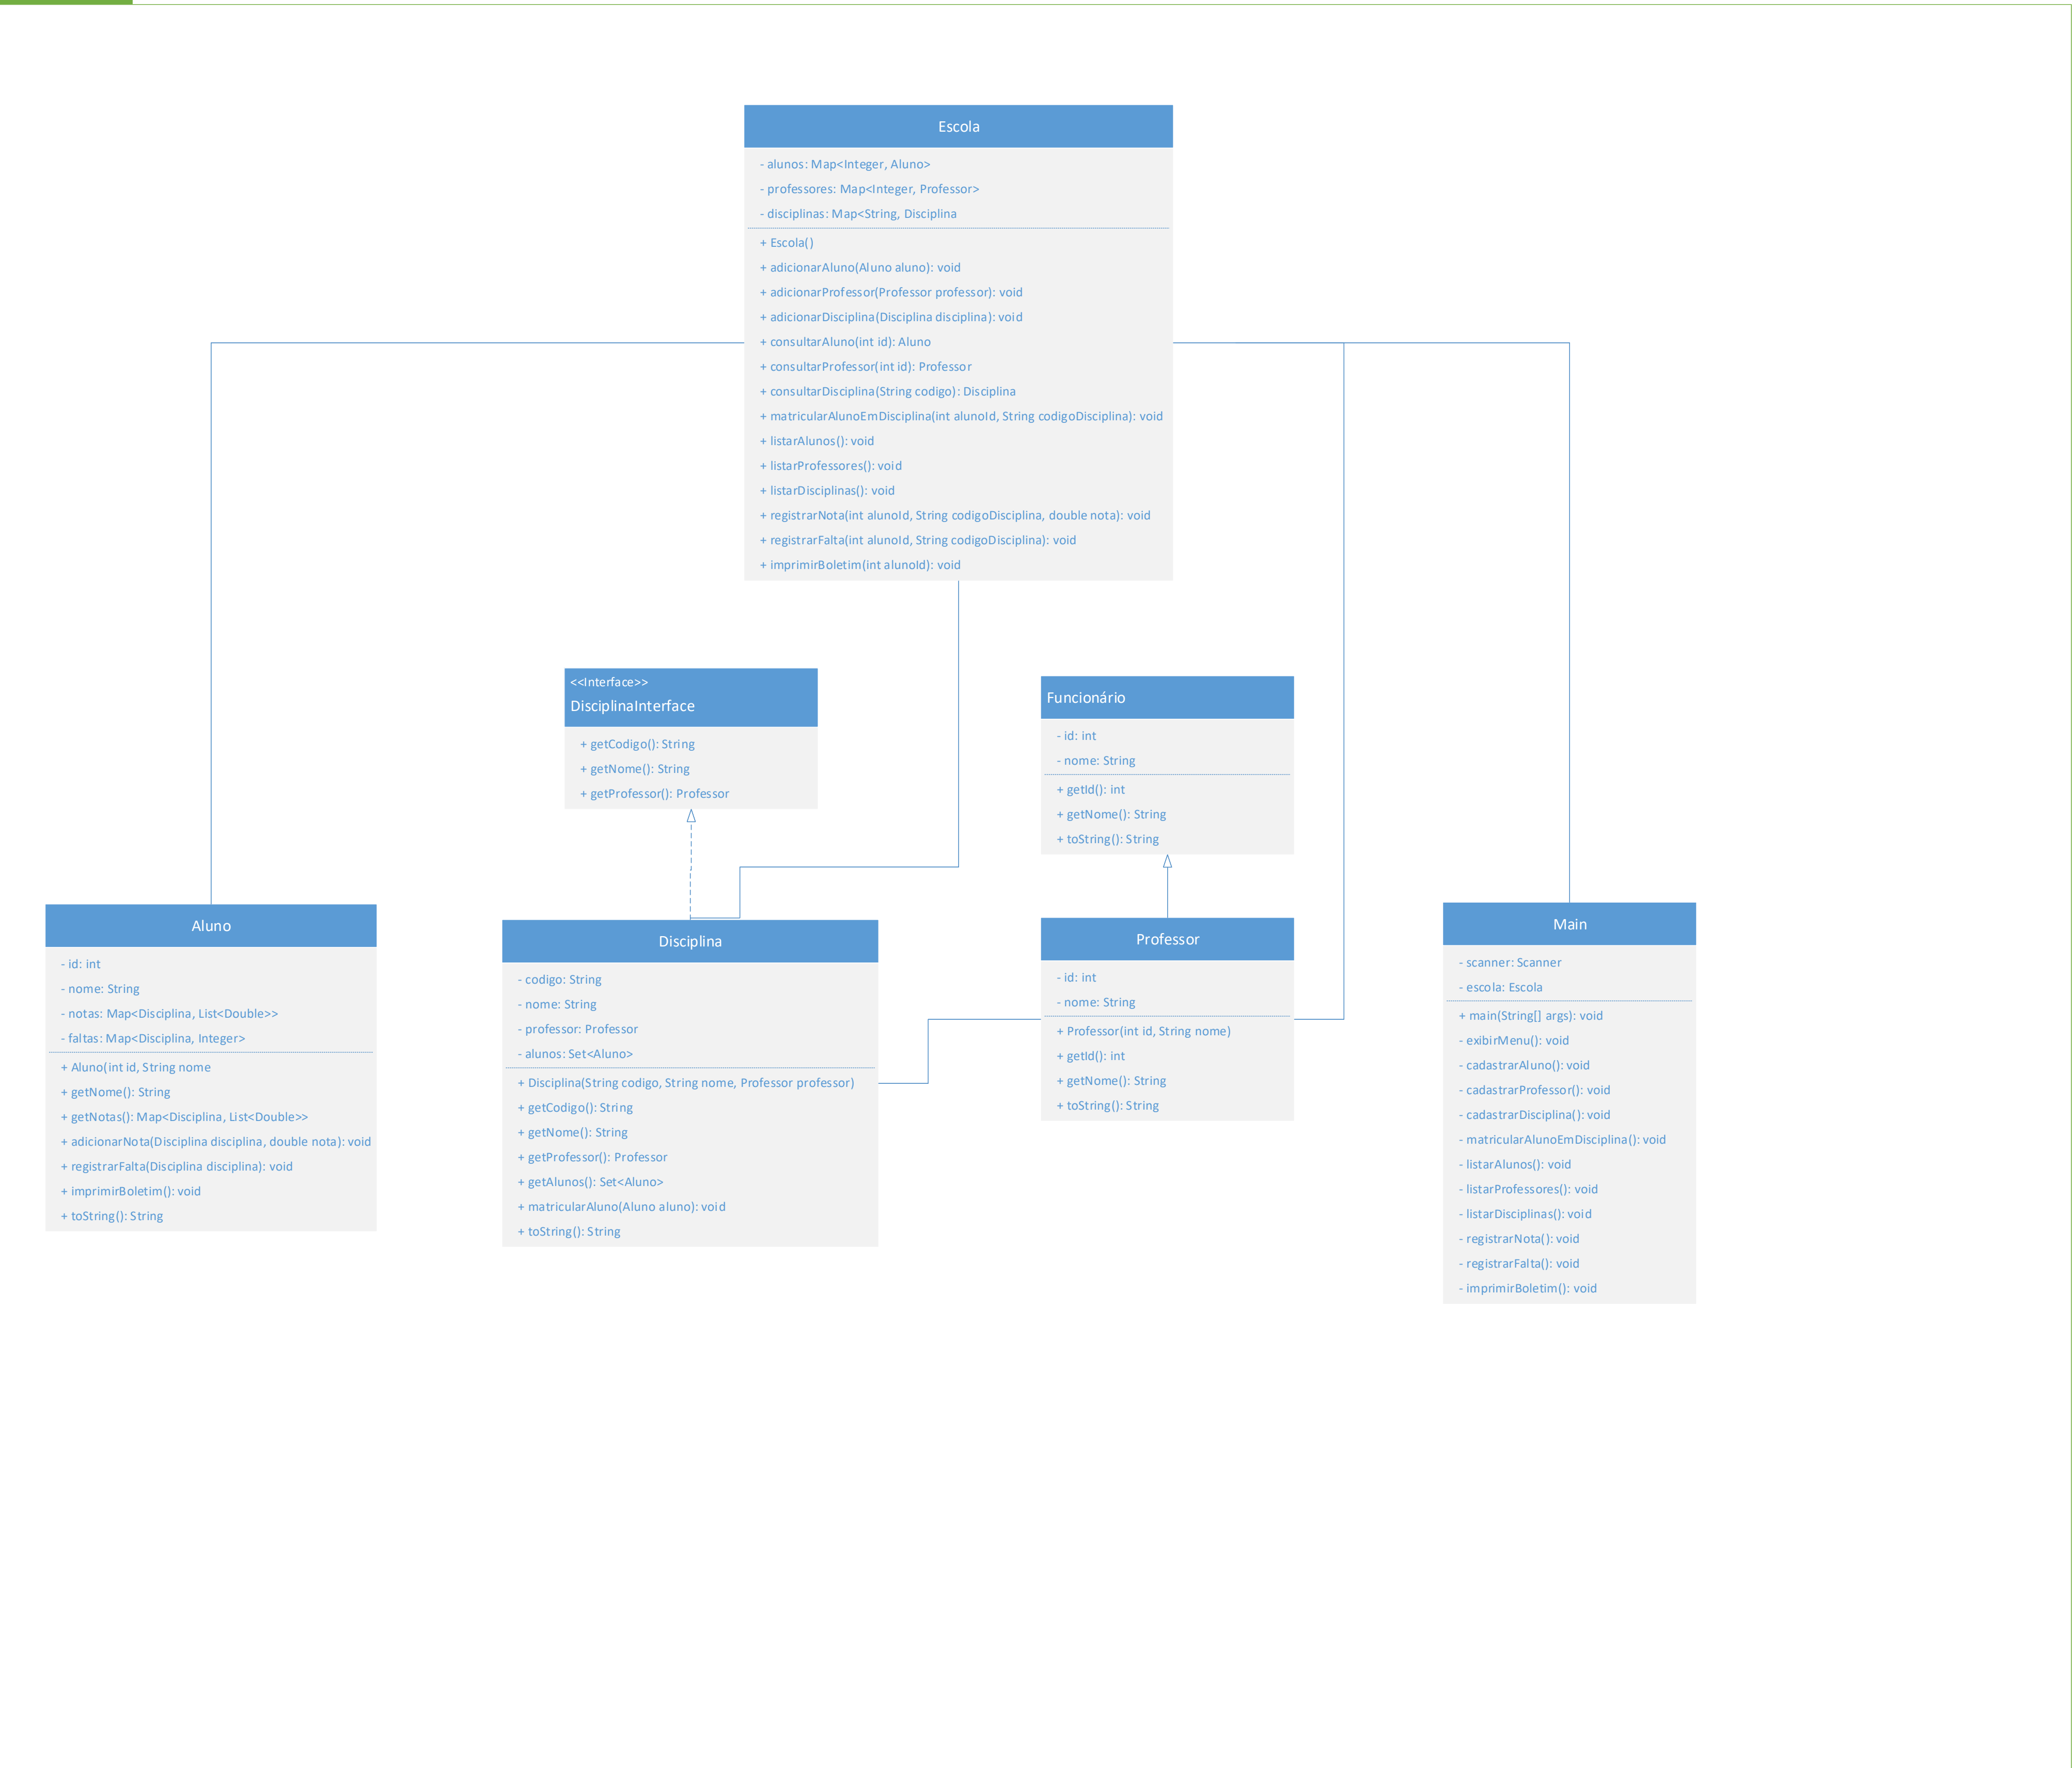 Escola
- alunos: Map<Integer, Aluno>
- professores: Map<Integer, Professor>
- disciplinas: Map<String, Disciplina
+ Escola()
+ adicionarAluno(Aluno aluno): void
+ adicionarProfessor(Professor professor): void
+ adicionarDisciplina(Disciplina disciplina): void
+ consultarAluno(int id): Aluno
+ consultarProfessor(int id): Professor
+ consultarDisciplina(String codigo): Disciplina
+ matricularAlunoEmDisciplina(int alunoId, String codigoDisciplina): void
+ listarAlunos(): void
+ listarProfessores(): void
+ listarDisciplinas(): void
+ registrarNota(int alunoId, String codigoDisciplina, double nota): void
+ registrarFalta(int alunoId, String codigoDisciplina): void
+ imprimirBoletim(int alunoId): void
<<Interface>>
DisciplinaInterface
+ getCodigo(): String
+ getNome(): String
+ getProfessor(): Professor
Funcionário
- id: int
- nome: String
+ getId(): int
+ getNome(): String
+ toString(): String
Aluno
- id: int
- nome: String
- notas: Map<Disciplina, List<Double>>
- faltas: Map<Disciplina, Integer>
+ Aluno(int id, String nome
+ getNome(): String
+ getNotas(): Map<Disciplina, List<Double>>
+ adicionarNota(Disciplina disciplina, double nota): void
+ registrarFalta(Disciplina disciplina): void
+ imprimirBoletim(): void
+ toString(): String
Disciplina
- codigo: String
- nome: String
- professor: Professor
- alunos: Set<Aluno>
+ Disciplina(String codigo, String nome, Professor professor)
+ getCodigo(): String
+ getNome(): String
+ getProfessor(): Professor
+ getAlunos(): Set<Aluno>
+ matricularAluno(Aluno aluno): void
+ toString(): String
Professor
- id: int
- nome: String
+ Professor(int id, String nome)
+ getId(): int
+ getNome(): String
+ toString(): String
Main
- scanner: Scanner
- escola: Escola
+ main(String[] args): void
- exibirMenu(): void
- cadastrarAluno(): void
- cadastrarProfessor(): void
- cadastrarDisciplina(): void
- matricularAlunoEmDisciplina(): void
- listarAlunos(): void
- listarProfessores(): void
- listarDisciplinas(): void
- registrarNota(): void
- registrarFalta(): void
- imprimirBoletim(): void